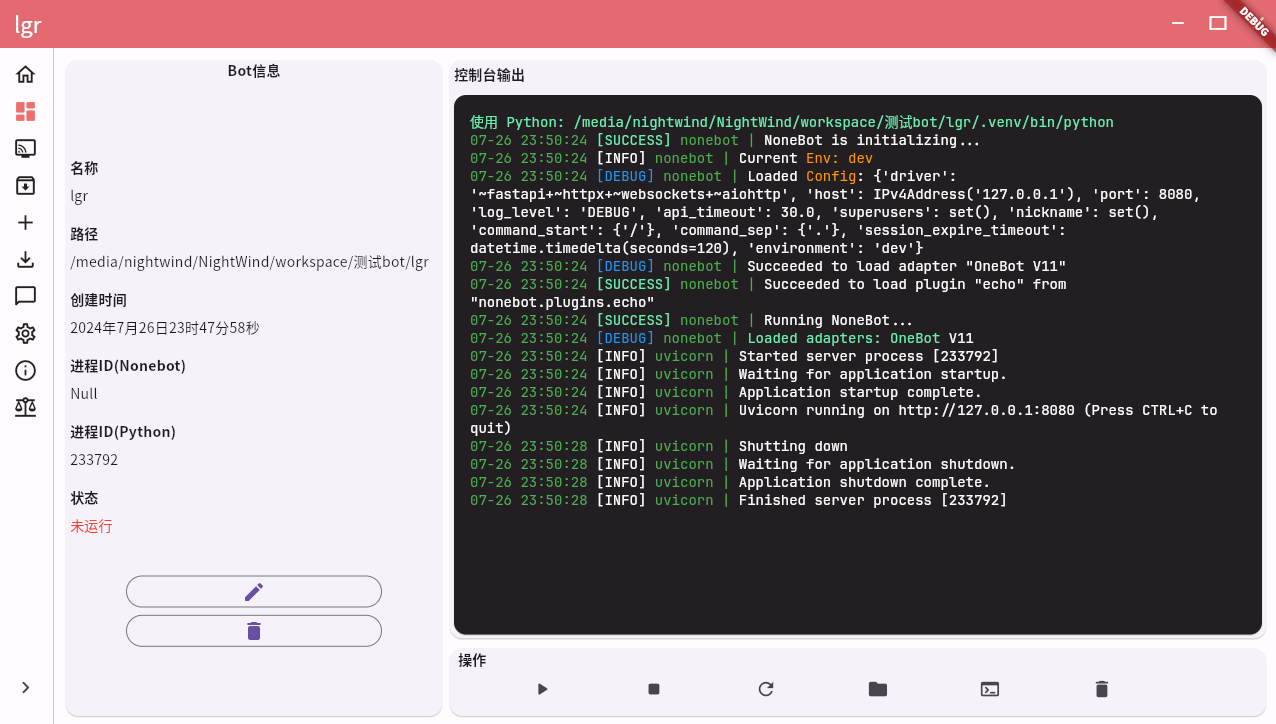 lgr
DEBUG
Bot信息
名称
lgr
路径
/media/nightwind/NightWind/workspace/测试bot/lgr
创建时间
2024年7月26日23时47分58秒
进程ID(Nonebot)
Null
进程ID(Python)
233792
状态
未运行
控制台输出
使用 Python: /media/nightwind/NightWind/workspace/测试bot/lgr/.venv/bin/python
07-26 23:50:24 [SUCCESS] nonebot | NoneBot is initializing...
07-26 23:50:24 [INFO] nonebot | Current Env: dev
07-26 23:50:24 [DEBUG] nonebot | Loaded Config: {'driver':
'~fastapi+~httpx+~websockets+~aiohttp', 'host': IPv4Address('127.0.0.1'), 'port': 8080,
'log_level': 'DEBUG', 'api_timeout': 30.0, 'superusers': set(), 'nickname': set(),
'command_start': {'/'}, 'command_sep': {'.'}, 'session_expire_timeout':
datetime.timedelta(seconds=120), 'environment': 'dev'}
07-26 23:50:24 [DEBUG] nonebot | Succeeded to load adapter "OneBot V11"
07-26 23:50:24 [SUCCESS] nonebot | Succeeded to load plugin "echo" from
"nonebot.plugins.echo"
07-26 23:50:24 [SUCCESS] nonebot | Running NoneBot...
07-26 23:50:24 [DEBUG] nonebot | Loaded adapters: OneBot V11
07-26 23:50:24 [INFO] uvicorn | Started server process [233792]
07-26 23:50:24 [INFO] uvicorn | Waiting for application startup.
07-26 23:50:24 [INFO] uvicorn | Application startup complete.
07-26 23:50:24 [INFO] uvicorn | Uvicorn running on http://127.0.0.1:8080 (Press CTRL+C to
quit)
07-26 23:50:28 [INFO] uvicorn | Shutting down
07-26 23:50:28 [INFO] uvicorn | Waiting for application shutdown.
07-26 23:50:28 [INFO] uvicorn | Application shutdown complete.
07-26 23:50:28 [INFO] uvicorn | Finished server process [233792]
操作